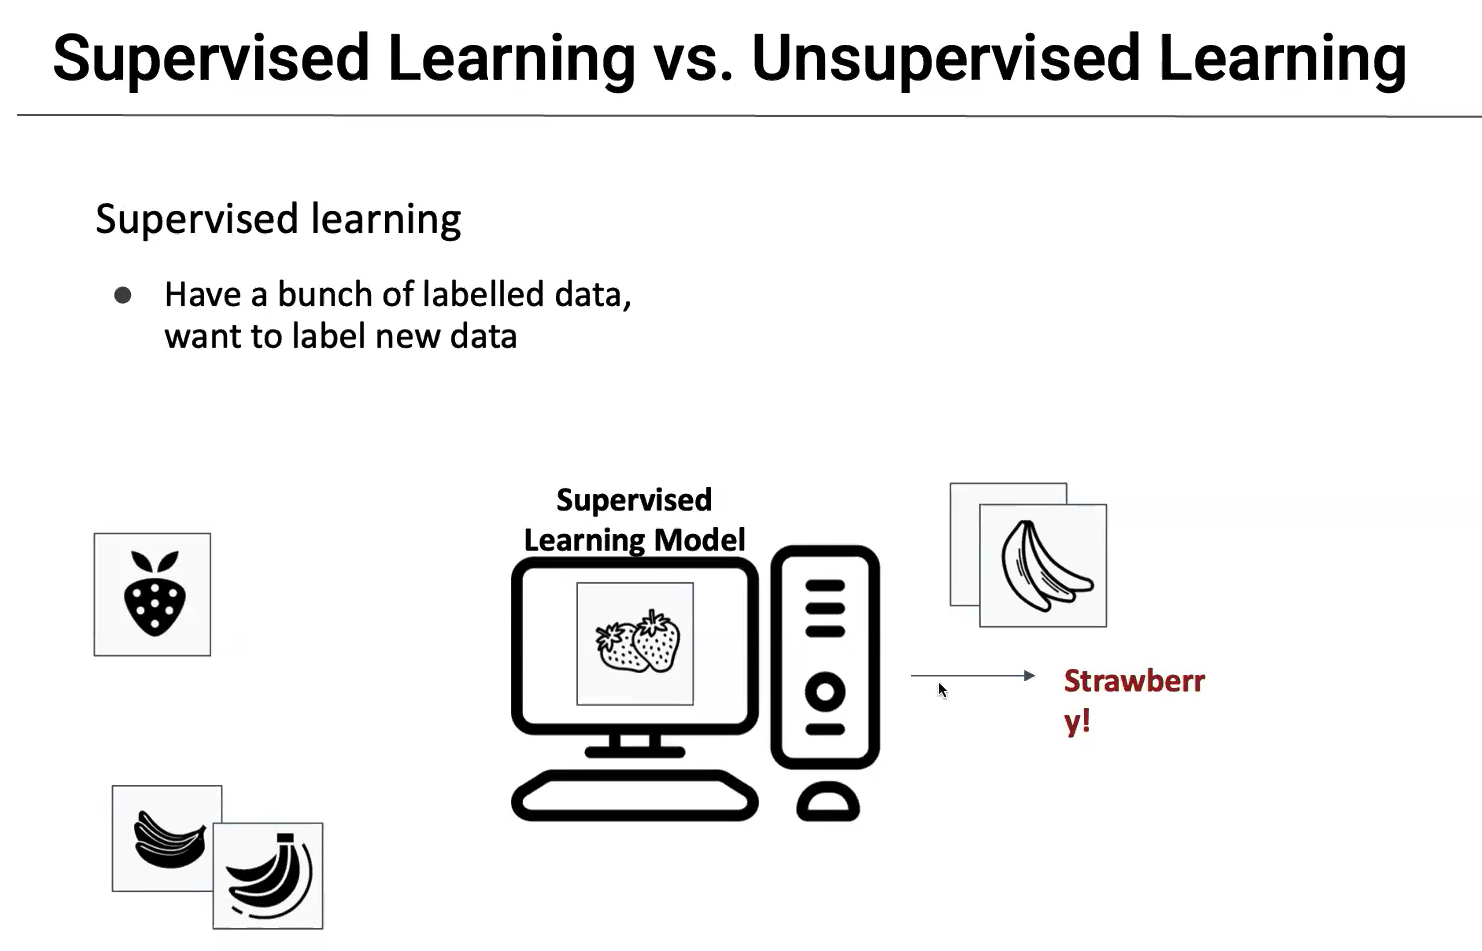 Supervised Learning vs. Unsupervised Learning
Supervised learning
● Have a bunch of labelled data,
want to label new data
Supervised
Learning Model
Strawberr
y!